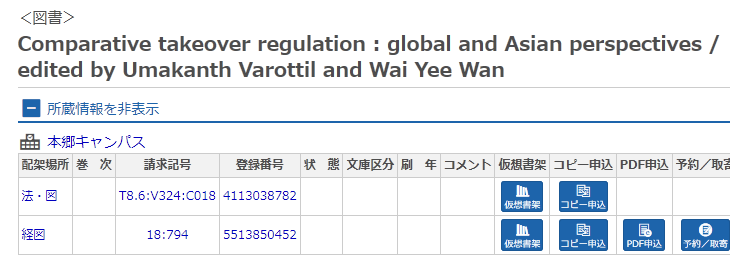 ＜図書＞
Comparative takeover regulation : global and Asian perspectives /
edited by Umakanth Varottil and Wai Yee Wan
所蔵情報を非表示
本郷キャンパス
配架場所 巻　次 請求記号 登録番号 状　態 文庫区分 刷　年 コメント 仮想書架 コピー申込 PDF申込 予約／取寄
法・図 T8.6:V324:C018 4113038782 仮想書架 コピー申込
経図 18:794 5513850452 仮想書架 コピー申込 PDF申込 予約／取寄